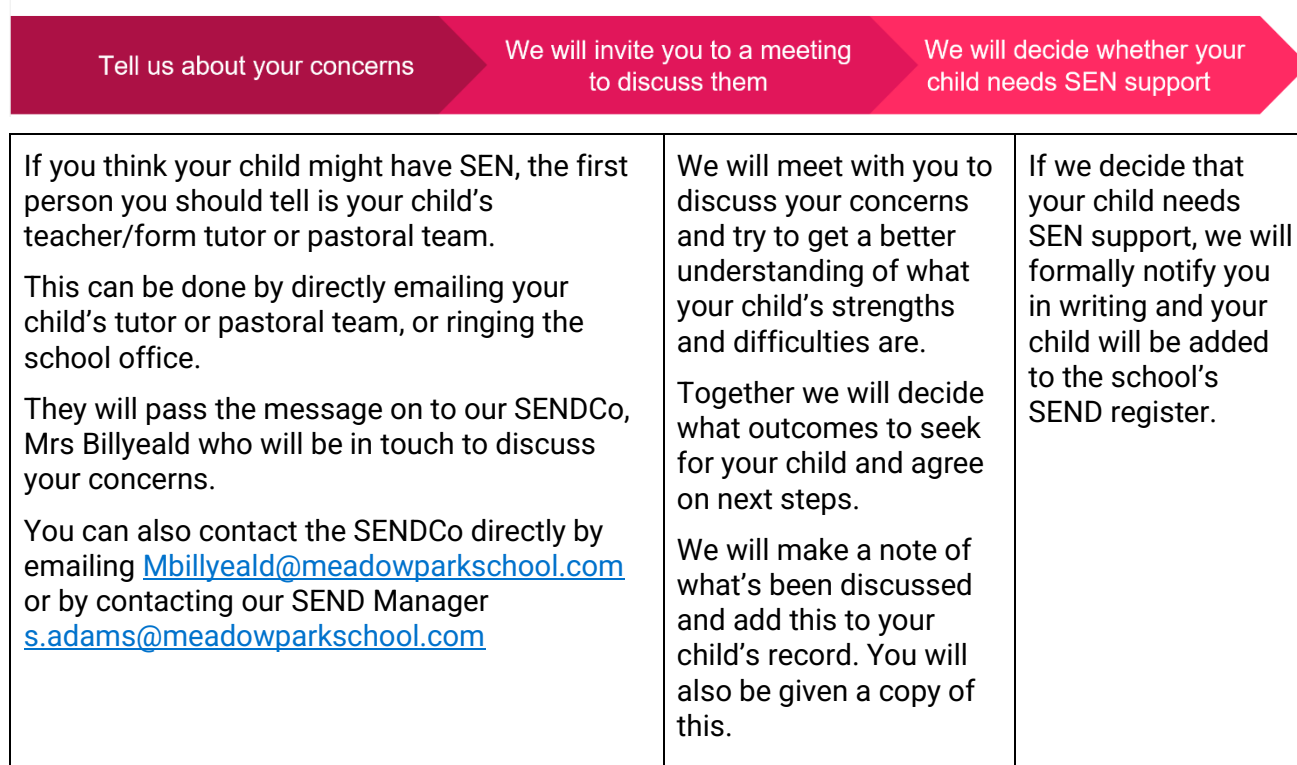 Tell us about your concerns
We will invite you to a meeting
to discuss them
We will decide whether your
child needs SEN support
If you think your child might have SEN, the first
person you should tell is your child’s
teacher/form tutor or pastoral team.
This can be done by directly emailing your
child’s tutor or pastoral team, or ringing the
school office.
They will pass the message on to our SENDCo,
Mrs Billyeald who will be in touch to discuss
your concerns.
You can also contact the SENDCo directly by
emailing Mbillyeald@meadowparkschool.com
or by contacting our SEND Manager
s.adams@meadowparkschool.com
We will meet with you to
discuss your concerns
and try to get a better
understanding of what
your child’s strengths
and difficulties are.
Together we will decide
what outcomes to seek
for your child and agree
on next steps.
We will make a note of
what’s been discussed
and add this to your
child’s record. You will
also be given a copy of
this.
If we decide that
your child needs
SEN support, we will
formally notify you
in writing and your
child will be added
to the school’s
SEND register.